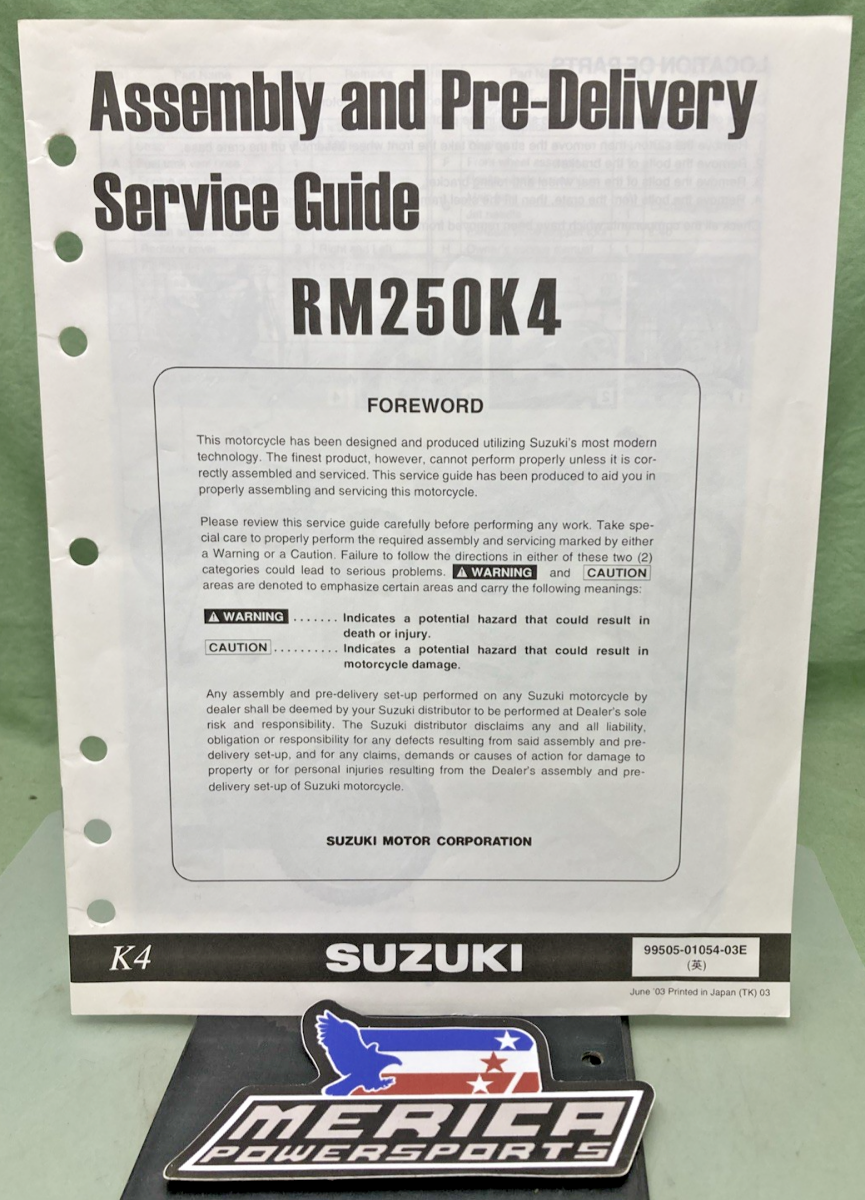 Assembly and Pre-Delivery
Service Guide
RM250K4
FOREWORD
This motorcycle has been designed and produced utilizing Suzuki's most modern
technology. The finest product, however, cannot perform properly unless it is cor-
rectly assembled and serviced. This service guide has been produced to aid you in
properly assembling and servicing this motorcycle.
Please review this service guide carefully before performing any work. Take spe-
cial care to properly perform the required assembly and servicing marked by either
a Warning or a Caution. Failure to follow the directions in either of these two (2)
categories could lead to serious problems. ⚠ WARNING and CAUTION
areas are denoted to emphasize certain areas and carry the following meanings:
⚠ WARNING ....... Indicates a potential hazard that could result in
death or injury.
CAUTION .......... Indicates a potential hazard that could result in
motorcycle damage.
Any assembly and pre-delivery set-up performed on any Suzuki motorcycle by
dealer shall be deemed by your Suzuki distributor to be performed at Dealer's sole
risk and responsibility. The Suzuki distributor disclaims any and all liability,
obligation or responsibility for any defects resulting from said assembly and pre-
delivery set-up, and for any claims, demands or causes of action for damage to
property or for personal injuries resulting from the Dealer's assembly and pre-
delivery set-up of Suzuki motorcycle.
SUZUKI MOTOR CORPORATION
K4 SUZUKI 99505-01054-03E
(英)
June '03 Printed in Japan (TK) 03
MERICA
POWERSPORTS